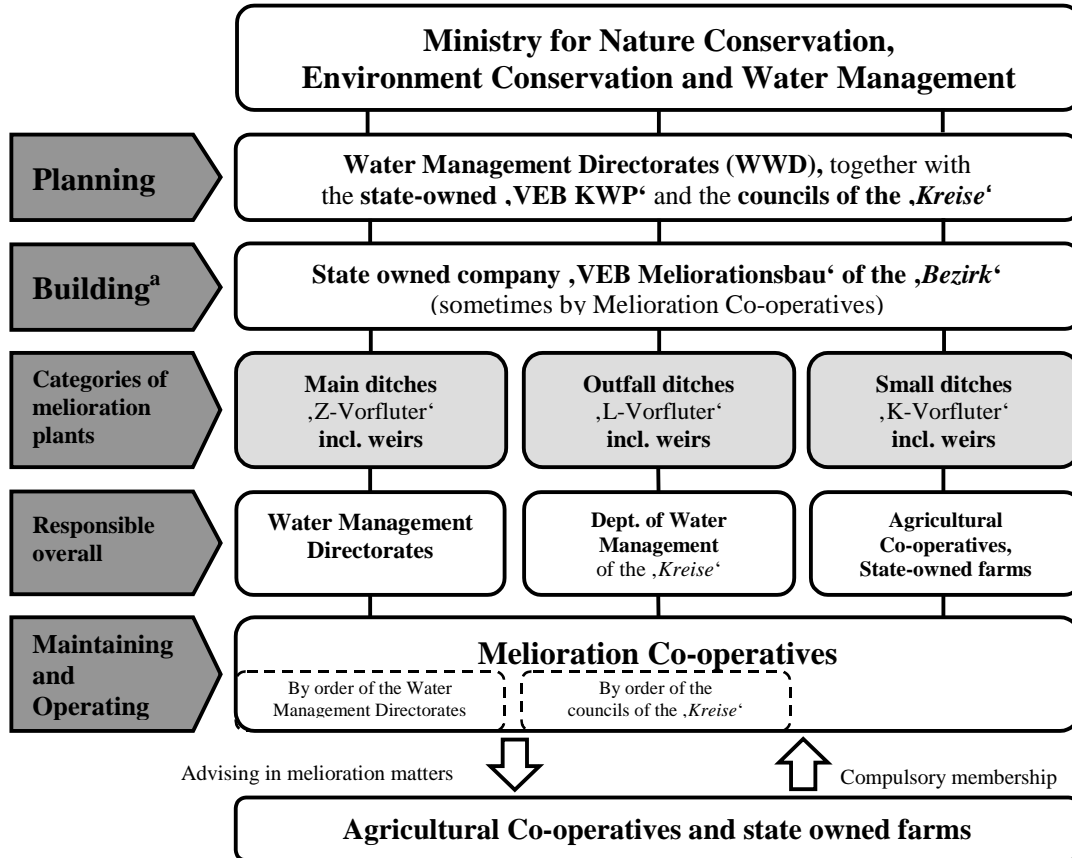 Ministry for Nature Conservation,
Environment Conservation and Water Management
Planning
Water Management Directorates (WWD), together with
the state-owned ‚VEB KWP‘ and the councils of the ‚Kreise‘
Buildingᵃ
State owned company ‚VEB Meliorationsbau‘ of the ‚Bezirk‘
(sometimes by Melioration Co-operatives)
Categories of
melioration
plants
Main ditches
‚Z-Vorfluter‘
incl. weirs
Outfall ditches
‚L-Vorfluter‘
incl. weirs
Small ditches
‚K-Vorfluter‘
incl. weirs
Responsible
overall
Water Management
Directorates
Dept. of Water
Management
of the ‚Kreise‘
Agricultural
Co-operatives,
State-owned farms
Maintaining
and
Operating
Melioration Co-operatives
By order of the Water
Management Directorates
By order of the
councils of the ‚Kreise‘
Advising in melioration matters
Compulsory membership
Agricultural Co-operatives and state owned farms